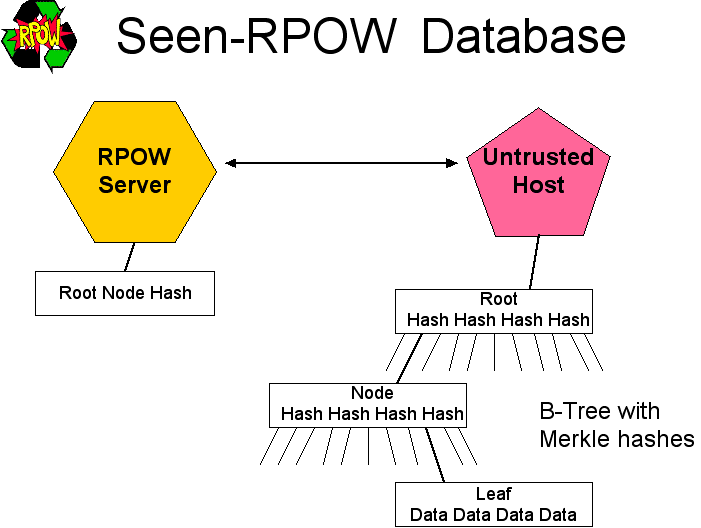 RPOW
Seen-RPOW Database
RPOW
Server
Untrusted
Host
Root Node Hash
Root
Hash Hash Hash Hash
Node
Hash Hash Hash Hash
B-Tree with
Merkle hashes
Leaf
Data Data Data Data